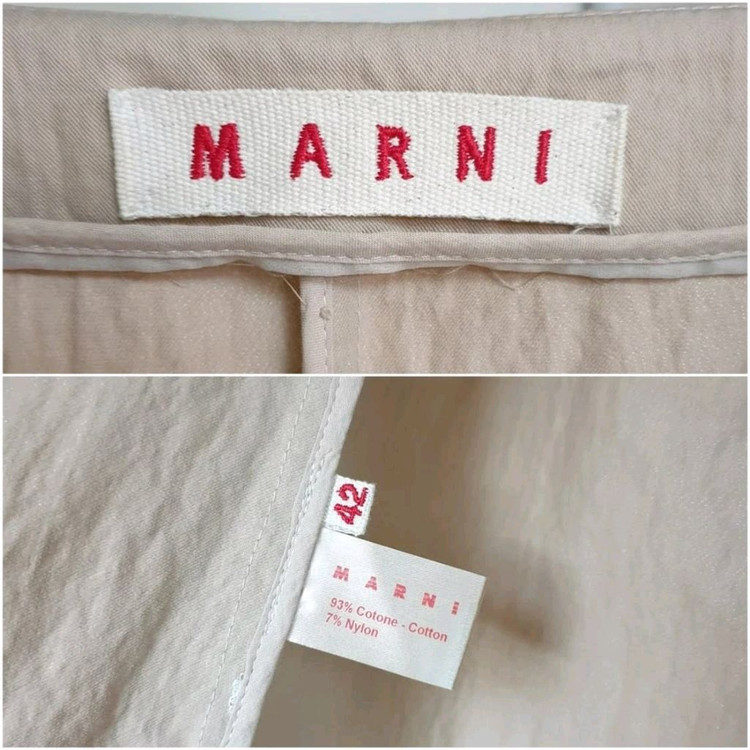 MARNI
42
MARNI
93% Cotone - Cotton
7% Nylon